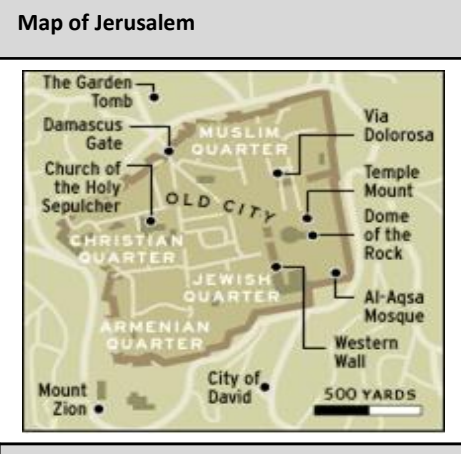 Map of Jerusalem
The Garden
Tomb
Damascus
Gate
Church of
the Holy
Sepulcher
MUSLIM
QUARTER
Via
Dolorosa
Temple
Mount
Dome
of the
Rock
OLD CITY
CHRISTIAN
QUARTER
JEWISH
QUARTER
Al-Aqsa
Mosque
ARMENIAN
QUARTER
Western
Wall
Mount
Zion
City of
David
500 YARDS